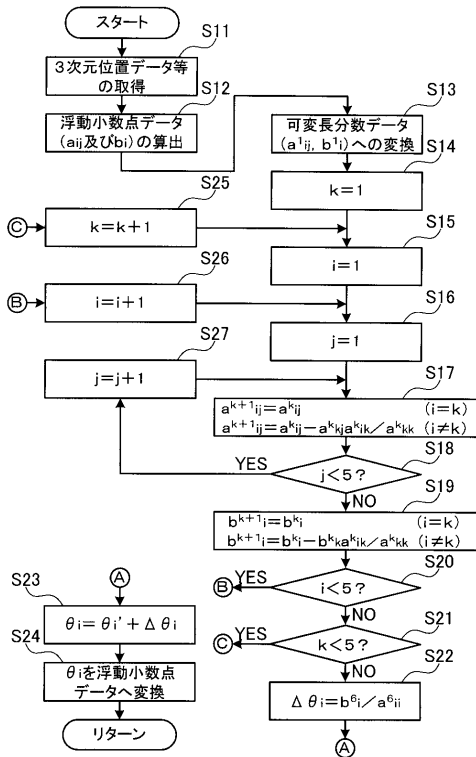 スタート
S11
3次元位置データ等
の取得
S12
浮動小数点データ
(aij及びbi)の算出
S13
可変長分数データ
(a¹ij, b¹i)への変換
S14
k=1
S25
C
k=k+1
S15
i=1
S26
B
i=i+1
S16
j=1
S27
j=j+1
S17
aᵏ⁺¹ij=aᵏij (i=k)
aᵏ⁺¹ij=aᵏij-aᵏkjaᵏik/aᵏkk (i≠k)
S18
YES
j<5?
NO
S19
bᵏ⁺¹i=bᵏi (i=k)
bᵏ⁺¹i=bᵏi-bᵏkaᵏik/aᵏkk (i≠k)
S20
B
YES
i<5?
NO
S21
C
YES
k<5?
NO
S22
Δθi=b⁶i/a⁶ii
A
A
S23
θi=θi'+Δθi
S24
θiを浮動小数点
データへ変換
リターン